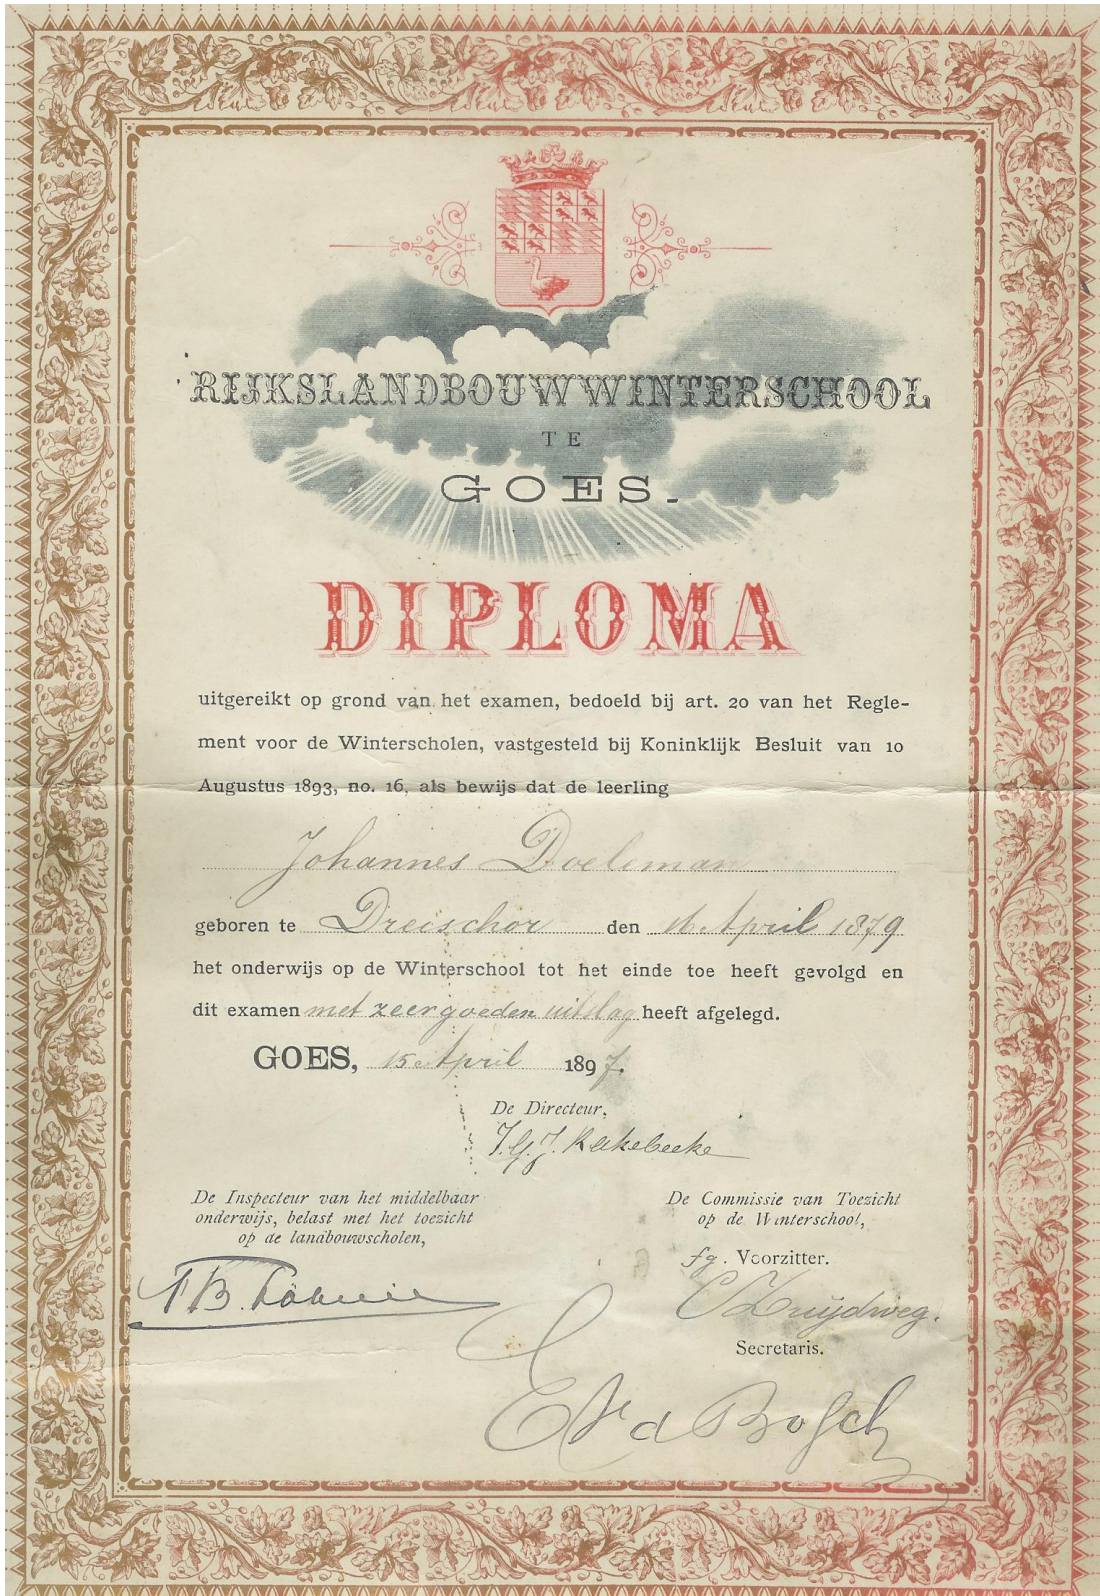 RIJKSLANDBOUWWINTERSCHOOL
TE
GOES.
DIPLOMA
uitgereikt op grond van het examen, bedoeld bij art. 20 van het Regle-
ment voor de Winterscholen, vastgesteld bij Koninklijk Besluit van 10
Augustus 1893, no. 16, als bewijs dat de leerling
Johannes Doeleman
geboren te Dreischor den 16 April 1879
het onderwijs op de Winterschool tot het einde toe heeft gevolgd en
dit examen met zeer goeden uitslag heeft afgelegd.
GOES, 15 April 1897.
De Directeur,
J.G.J. Kakebeeke
De Inspecteur van het middelbaar
onderwijs, belast met het toezicht
op de landbouwscholen,
De Commissie van Toezicht
op de Winterschool,
fg. Voorzitter.
C Zuijdweg.
Secretaris.
Bosch